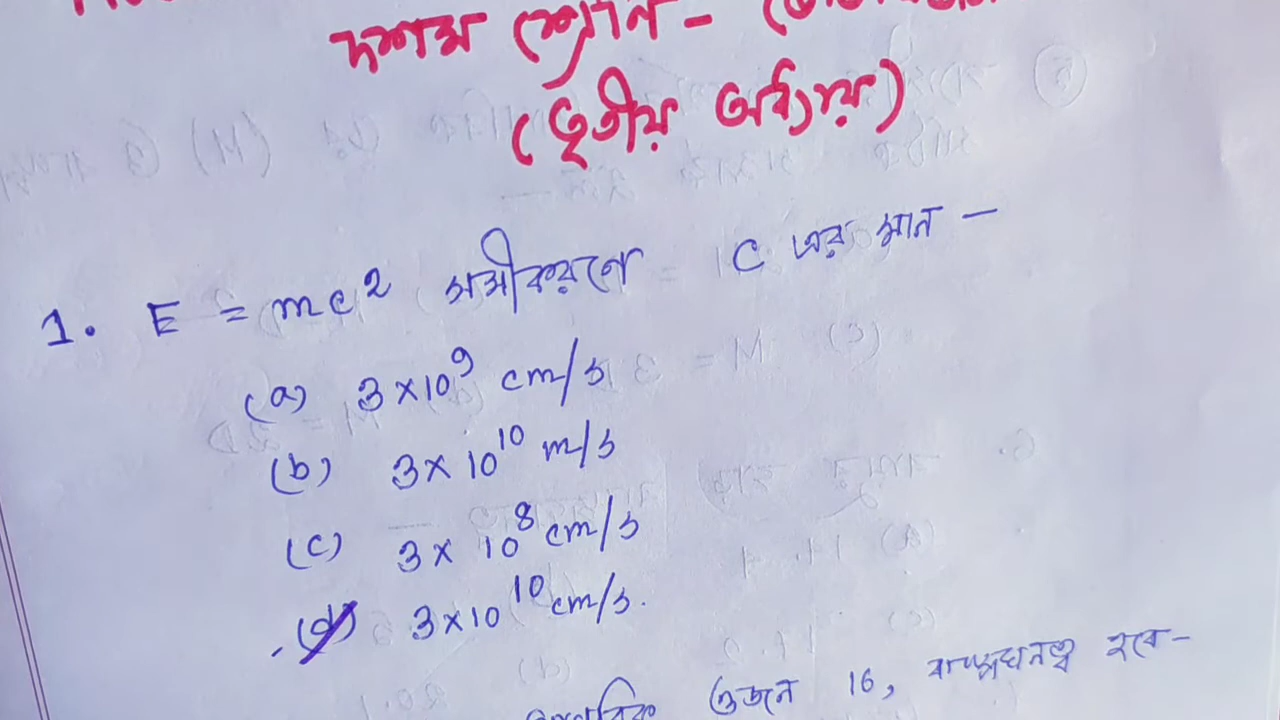 দশম শ্রেণি -
(তৃতীয় অধ্যায়)
1. E = mc² সমীকরণে C এর মান —
(a) 3×10⁹ cm/s
(b) 3×10¹⁰ m/s
(c) 3×10⁸ cm/s
(d) 3×10¹⁰ cm/s.
ওজন 16, বাষ্পঘনত্ব হবে-